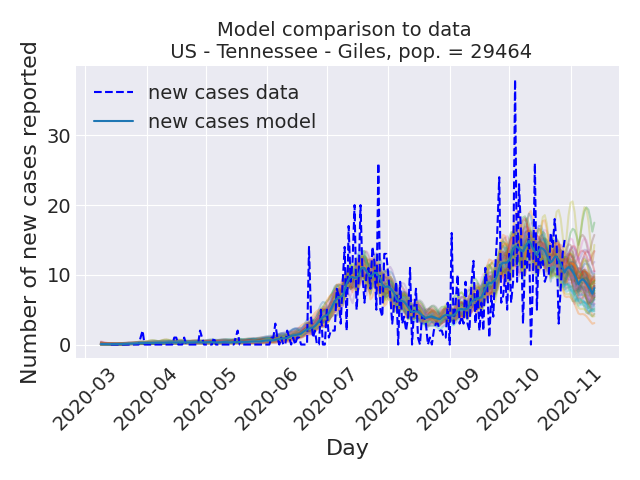 Model comparison to data
US - Tennessee - Giles, pop. = 29464
new cases data
new cases model
Number of new cases reported
30
20
10
0
2020-03
2020-04
2020-05
2020-06
2020-07
2020-08
2020-09
2020-10
2020-11
Day